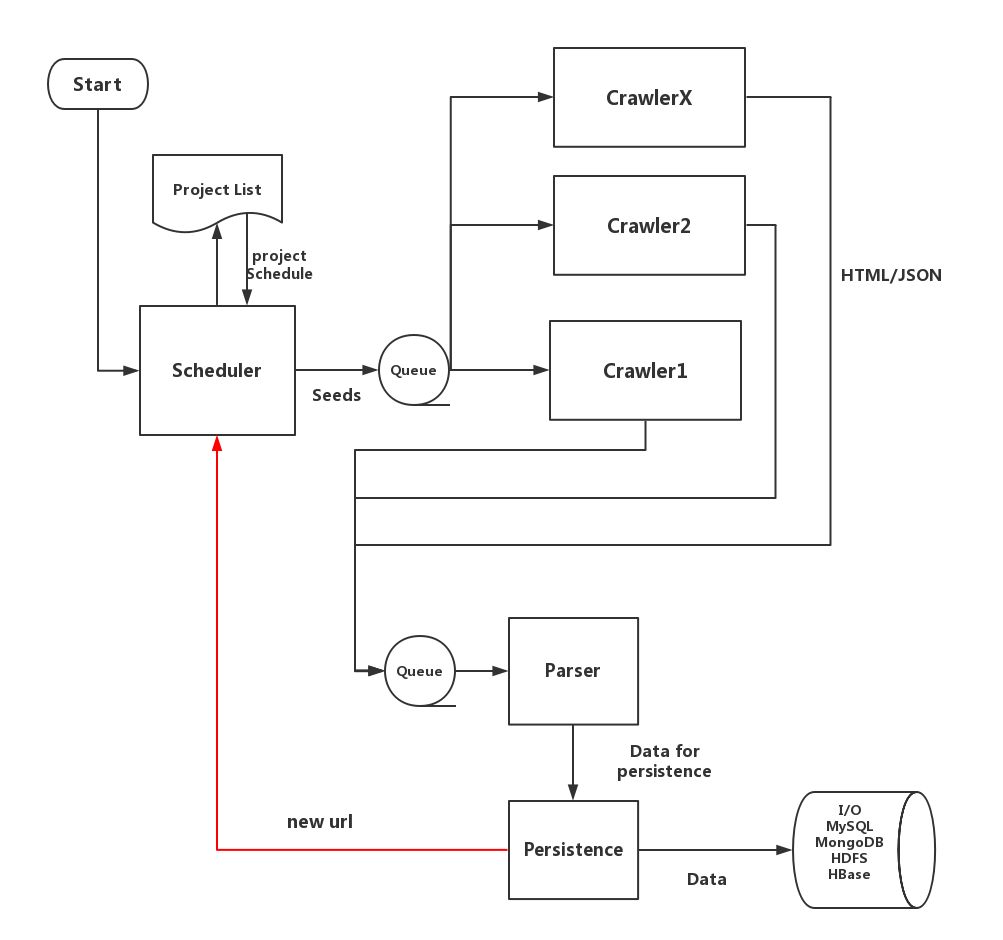 Start
CrawlerX
Project List
Crawler2
project
Schedule
HTML/JSON
Scheduler
Seeds
Queue
Crawler1
Queue
Parser
Data for
persistence
new url
Persistence
Data
I/O
MySQL
MongoDB
HDFS
HBase